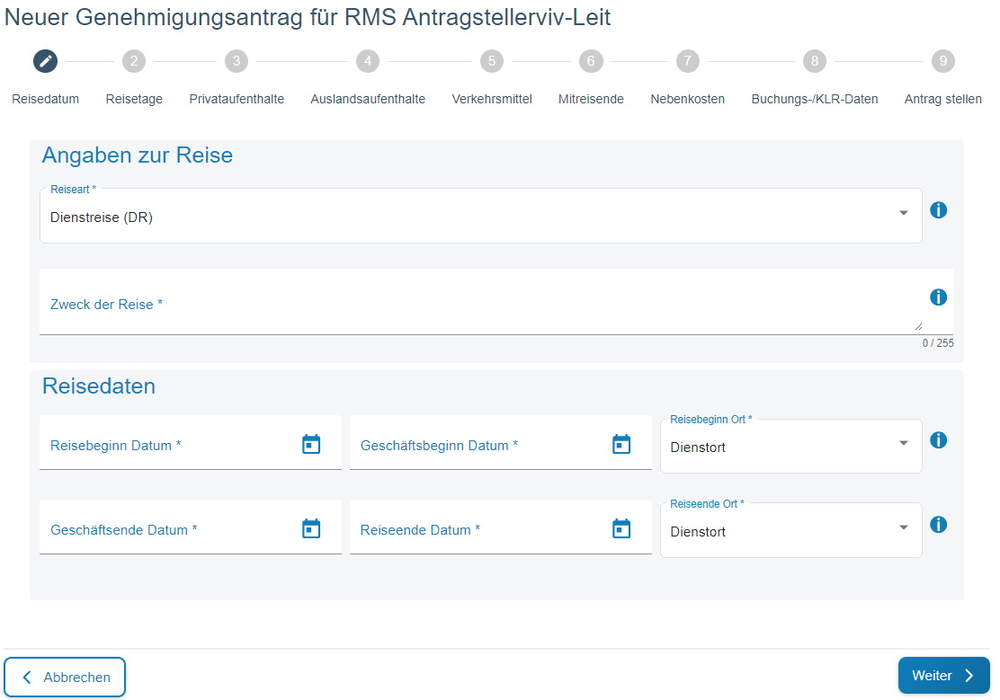 Neuer Genehmigungsantrag für RMS Antragstellerviv-Leit
2 3 4 5 6 7 8 9
Reisedatum Reisetage Privataufenthalte Auslandsaufenthalte Verkehrsmittel Mitreisende Nebenkosten Buchungs-/KLR-Daten Antrag stellen
Angaben zur Reise
Reiseart *
Dienstreise (DR)
Zweck der Reise *
0 / 255
Reisedaten
Reisebeginn Ort *
Reisebeginn Datum * Geschäftsbeginn Datum * Dienstort
Reiseende Ort *
Geschäftsende Datum * Reiseende Datum * Dienstort
Abbrechen Weiter